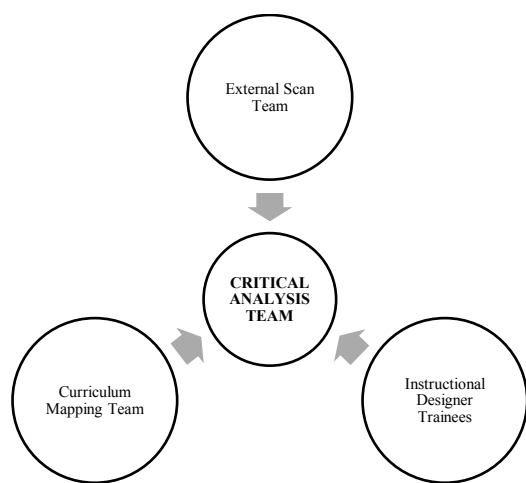 External Scan
Team
CRITICAL
ANALYSIS
TEAM
Curriculum
Mapping Team
Instructional
Designer
Trainees